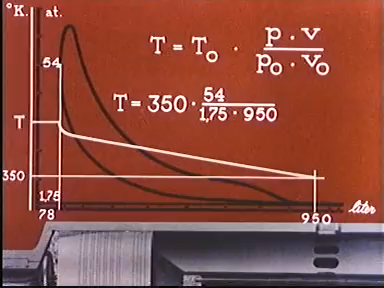 °K. at.
T = T₀ · p · v / p₀ · v₀
54
T = 350 · 54 / 1,75 · 950
T
350
1,75
78
950
liter